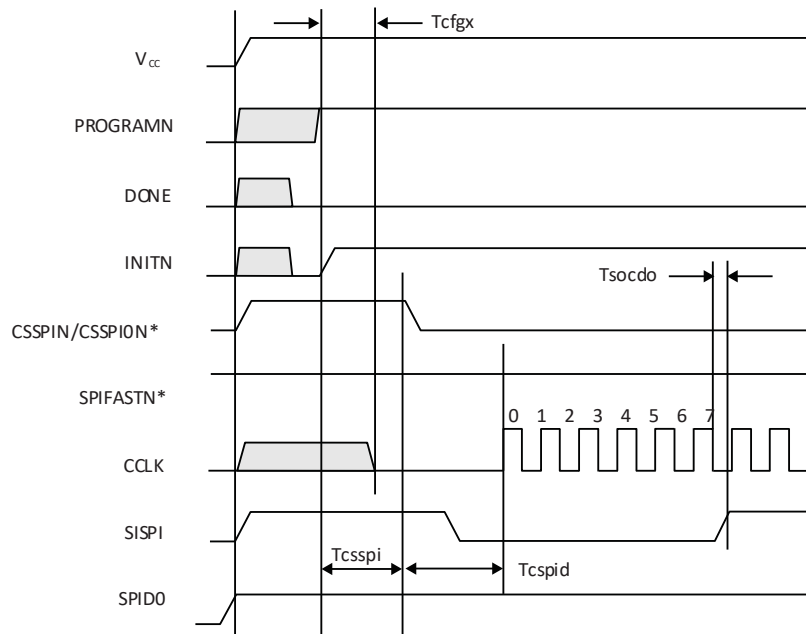 Tcfgx
Vcc
PROGRAMN
DONE
INITN
Tsocdo
CSSPIN/CSSPI0N*
SPIFASTN*
0 1 2 3 4 5 6 7
CCLK
SISPI
Tcsspi
Tcspid
SPID0